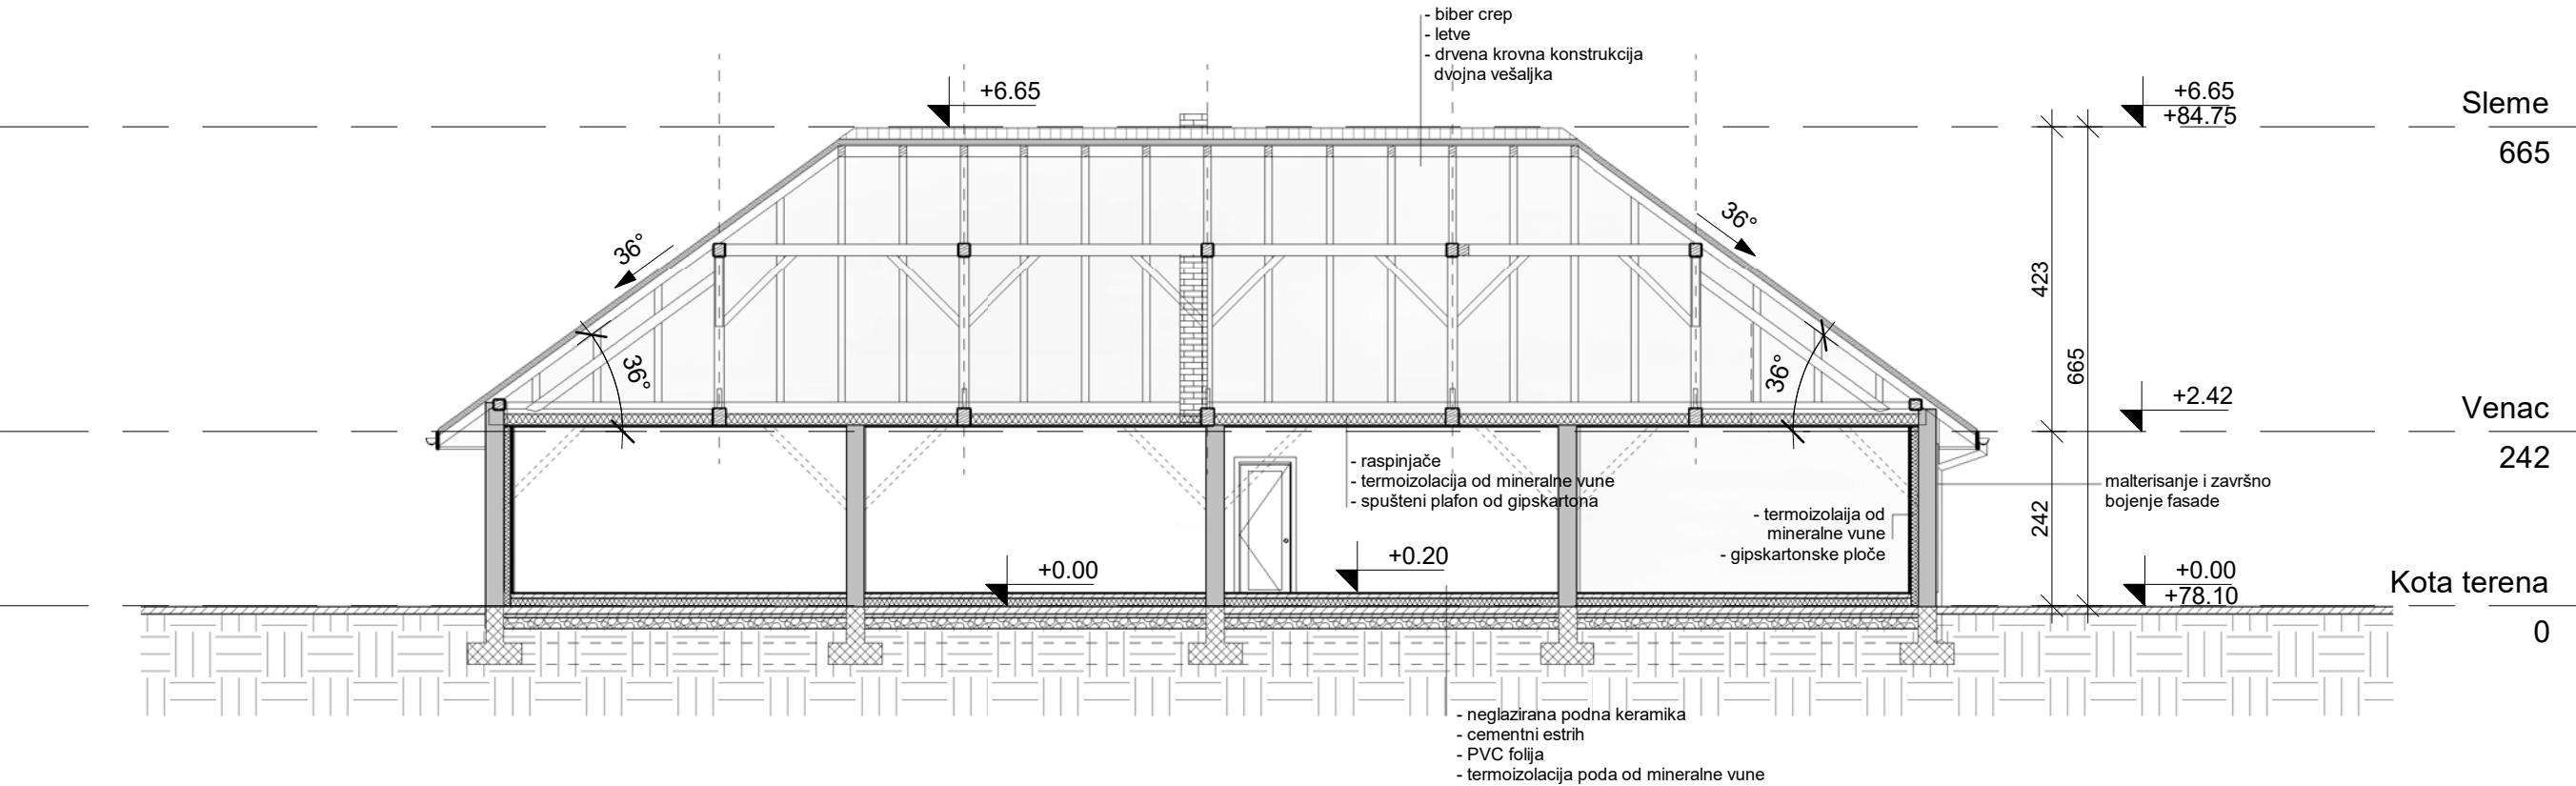 - biber crep
- letve
- drvena krovna konstrukcija
dvojna vešaljka
+6.65
+6.65
+84.75
Sleme
665
36°
36°
423
665
36°
36°
+2.42
Venac
242
- raspinjače
- termoizolacija od mineralne vune
- spušteni plafon od gipskartona
malterisanje i završno
bojenje fasade
- termoizolaija od
mineralne vune
- gipskartonske ploče
242
+0.00
+0.20
+0.00
+78.10
Kota terena
0
- neglazirana podna keramika
- cementni estrih
- PVC folija
- termoizolacija poda od mineralne vune